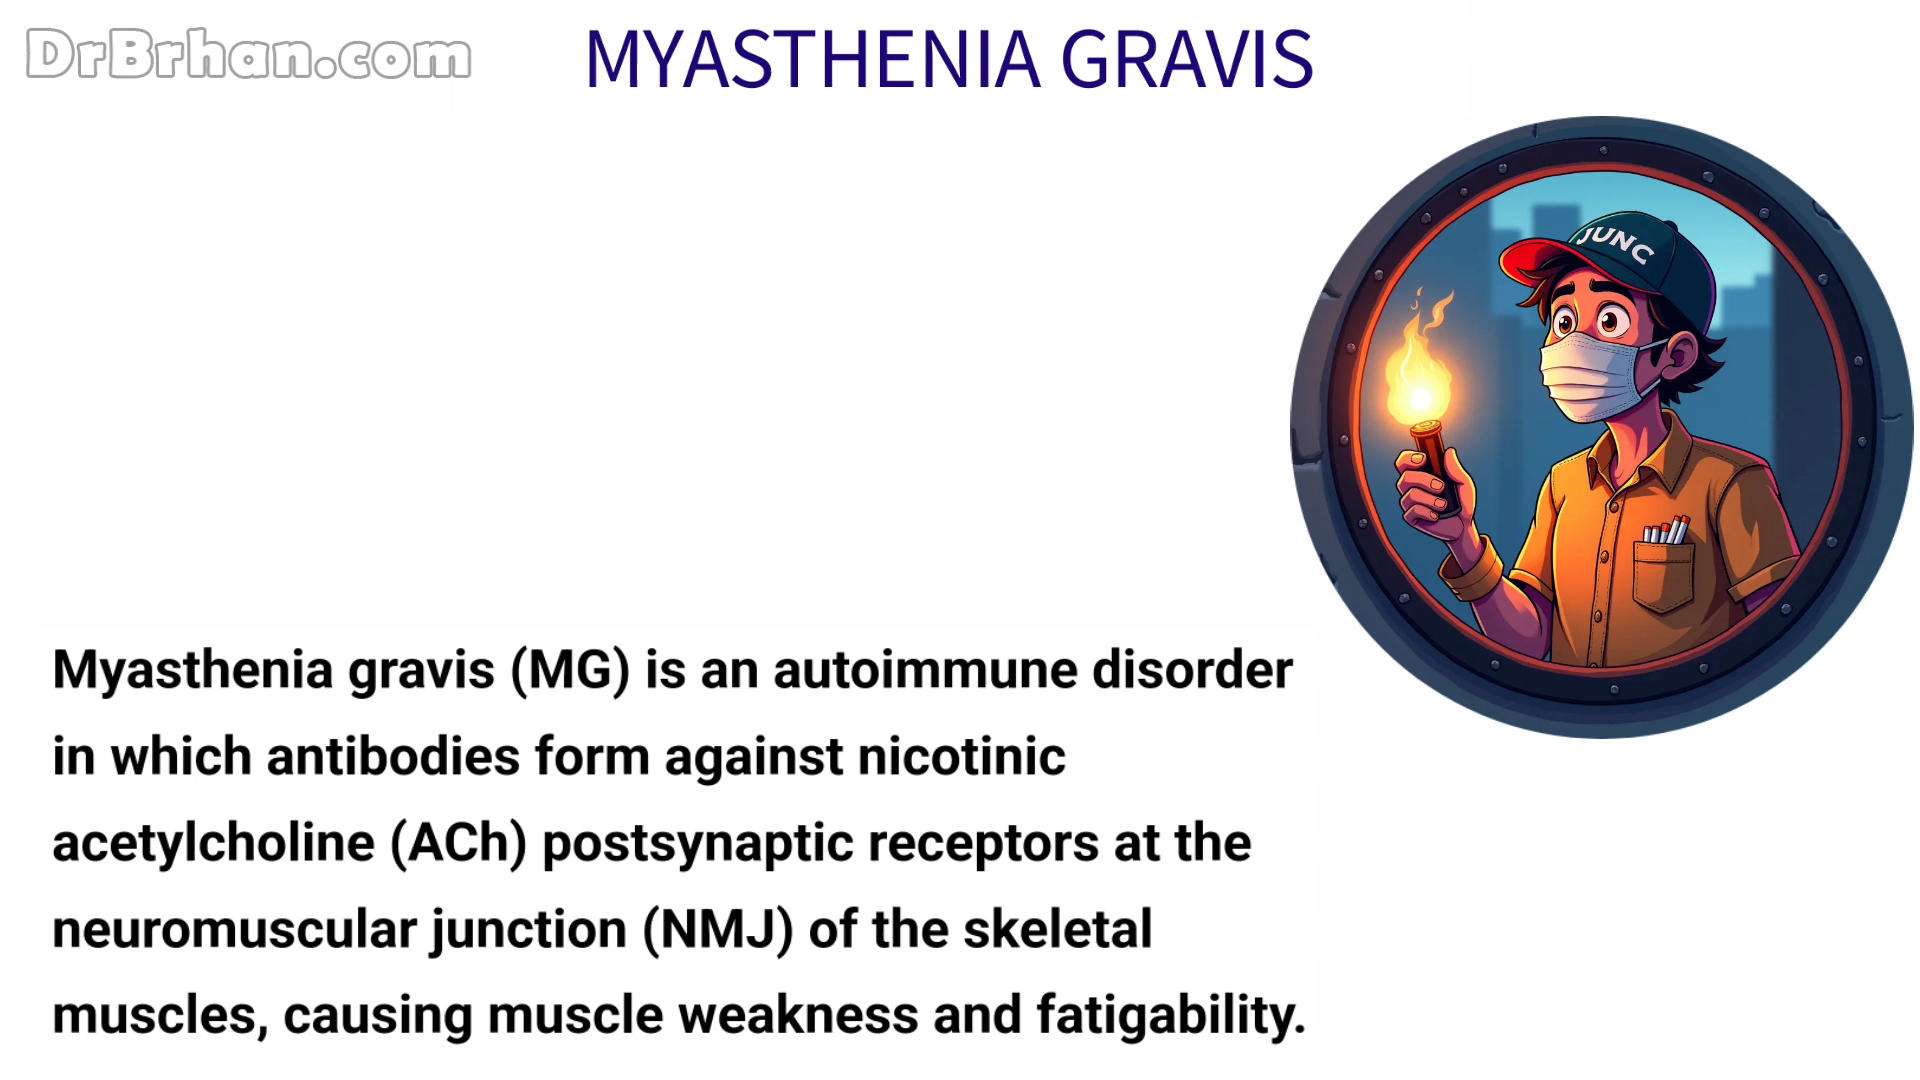 DrBrhan.com
MYASTHENIA GRAVIS
JUNC
Myasthenia gravis (MG) is an autoimmune disorder
in which antibodies form against nicotinic
acetylcholine (ACh) postsynaptic receptors at the
neuromuscular junction (NMJ) of the skeletal
muscles, causing muscle weakness and fatigability.